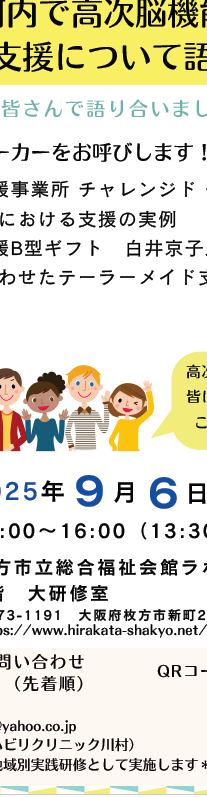 河内で高次脳機能
支援について語
皆さんで語り合いまし
ーカーをお呼びします！
援事業所 チャレンジド
における支援の実例
援B型ギフト　白井京子
わせたテーラーメイド支
高次
皆に
こ
025年 9月6日
:00〜16:00（13:30
方市立総合福祉会館ラポ
階　大研修室
73-1191　大阪府枚方市新町2
ps://www.hirakata-shakyo.net/
問い合わせ
（先着順）
QRコー
@yahoo.co.jp
ハビリクリニック川村）
地域別実践研修として実施します＊